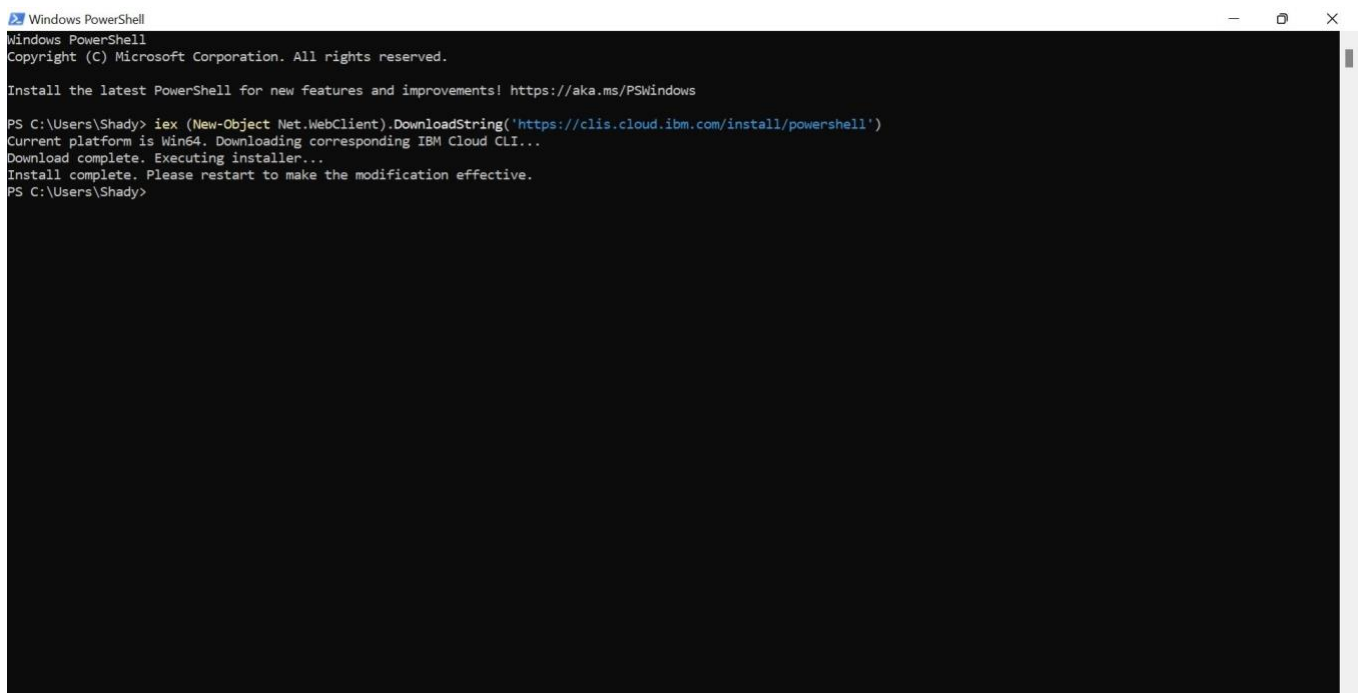 Windows PowerShell
Windows PowerShell
Copyright (C) Microsoft Corporation. All rights reserved.
Install the latest PowerShell for new features and improvements! https://aka.ms/PSWindows
PS C:\Users\Shady> iex (New-Object Net.WebClient).DownloadString('https://clis.cloud.ibm.com/install/powershell')
Current platform is Win64. Downloading corresponding IBM Cloud CLI...
Download complete. Executing installer...
Install complete. Please restart to make the modification effective.
PS C:\Users\Shady>